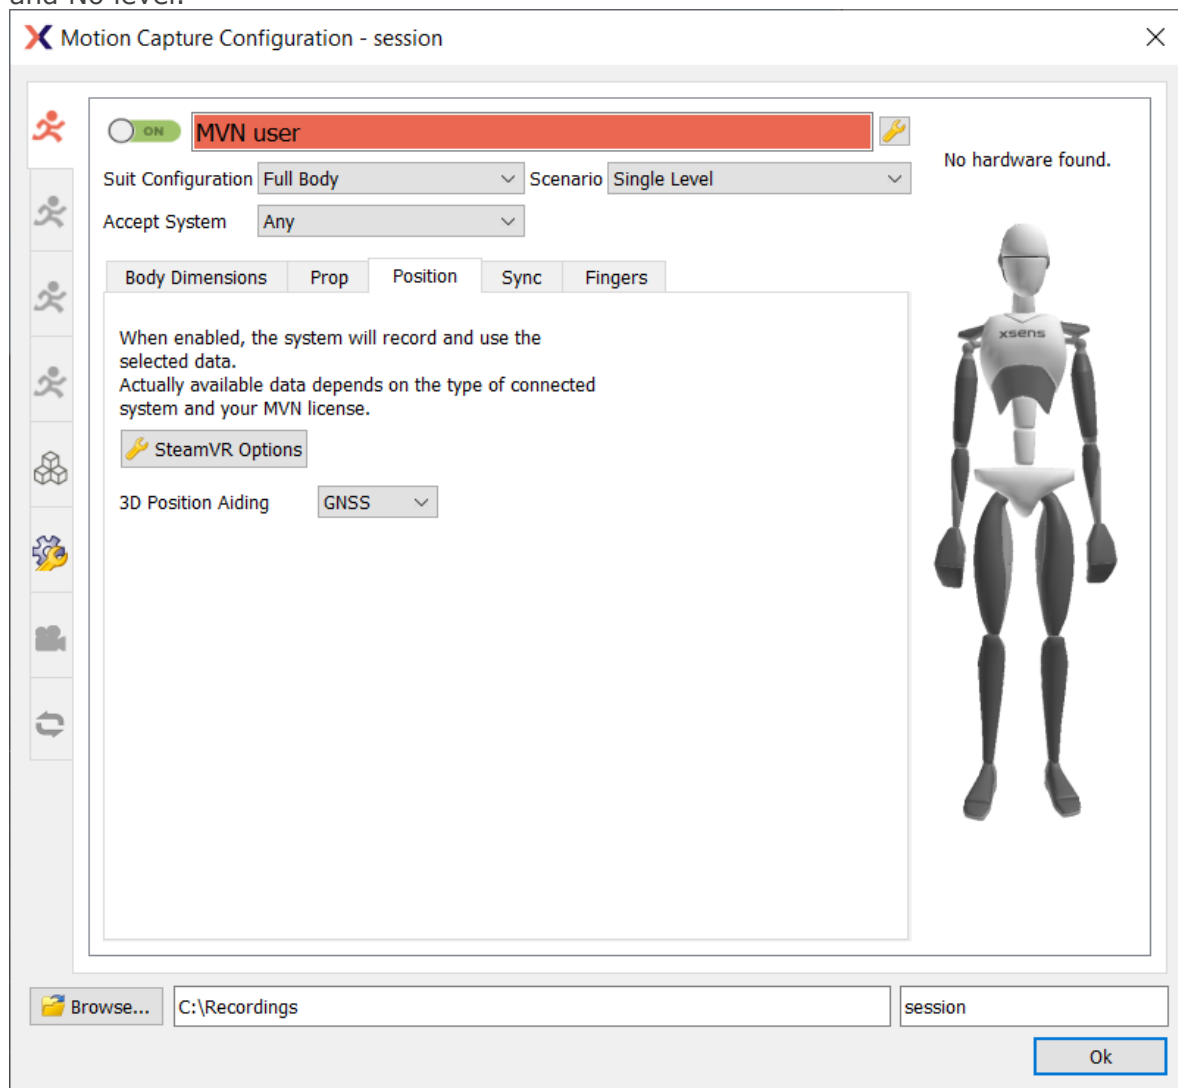 and No level.
Motion Capture Configuration - session
ON MVN user
No hardware found.
Suit Configuration Full Body Scenario Single Level
Accept System Any
Body Dimensions Prop Position Sync Fingers
xsens
When enabled, the system will record and use the
selected data.
Actually available data depends on the type of connected
system and your MVN license.
SteamVR Options
3D Position Aiding GNSS
Browse... C:\Recordings session
Ok